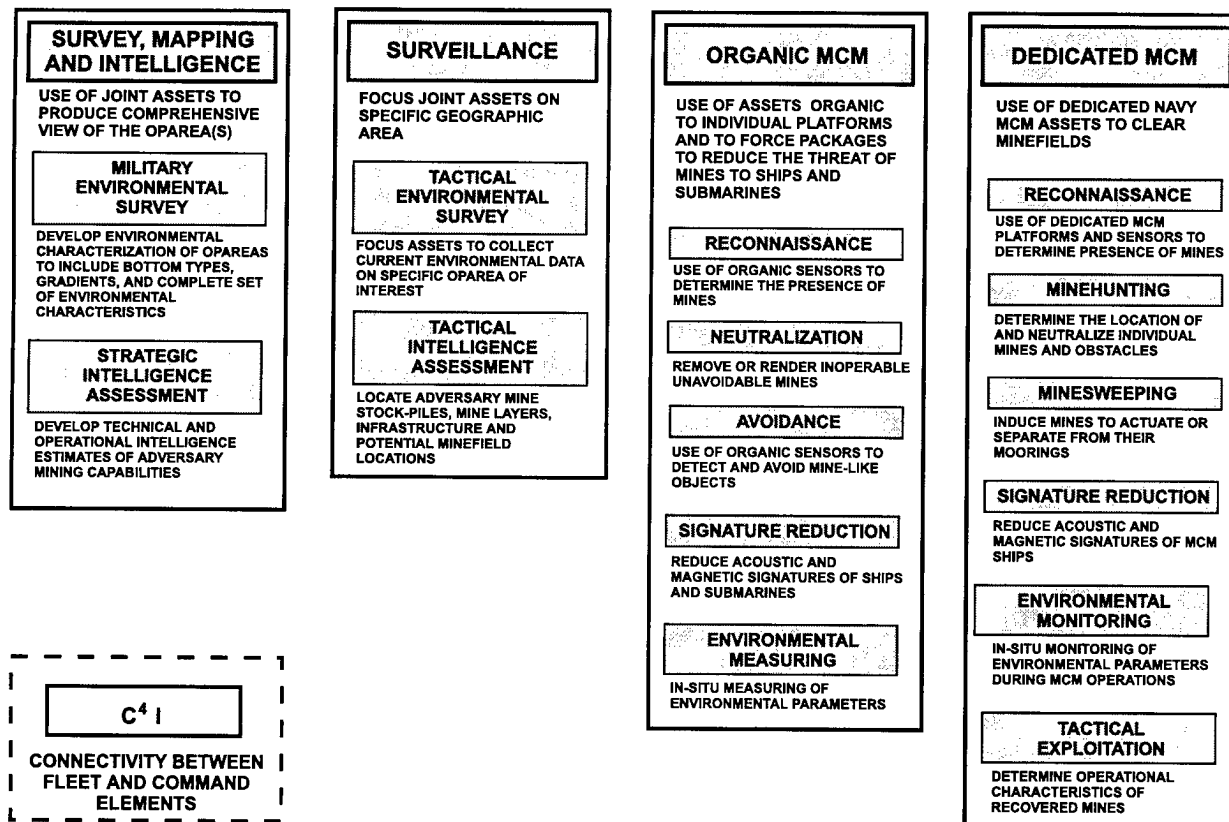 SURVEY, MAPPING
AND INTELLIGENCE
USE OF JOINT ASSETS TO
PRODUCE COMPREHENSIVE
VIEW OF THE OPAREA(S)
MILITARY
ENVIRONMENTAL
SURVEY
DEVELOP ENVIRONMENTAL
CHARACTERIZATION OF OPAREAS
TO INCLUDE BOTTOM TYPES,
GRADIENTS, AND COMPLETE SET
OF ENVIRONMENTAL
CHARACTERISTICS
STRATEGIC
INTELLIGENCE
ASSESSMENT
DEVELOP TECHNICAL AND
OPERATIONAL INTELLIGENCE
ESTIMATES OF ADVERSARY
MINING CAPABILITIES
C⁴ I
CONNECTIVITY BETWEEN
FLEET AND COMMAND
ELEMENTS
SURVEILLANCE
FOCUS JOINT ASSETS ON
SPECIFIC GEOGRAPHIC
AREA
TACTICAL
ENVIRONMENTAL
SURVEY
FOCUS ASSETS TO COLLECT
CURRENT ENVIRONMENTAL DATA
ON SPECIFIC OPAREA OF
INTEREST
TACTICAL
INTELLIGENCE
ASSESSMENT
LOCATE ADVERSARY MINE
STOCK-PILES, MINE LAYERS,
INFRASTRUCTURE AND
POTENTIAL MINEFIELD
LOCATIONS
ORGANIC MCM
USE OF ASSETS ORGANIC
TO INDIVIDUAL PLATFORMS
AND TO FORCE PACKAGES
TO REDUCE THE THREAT OF
MINES TO SHIPS AND
SUBMARINES
RECONNAISSANCE
USE OF ORGANIC SENSORS TO
DETERMINE THE PRESENCE OF
MINES
NEUTRALIZATION
REMOVE OR RENDER INOPERABLE
UNAVOIDABLE MINES
AVOIDANCE
USE OF ORGANIC SENSORS TO
DETECT AND AVOID MINE-LIKE
OBJECTS
SIGNATURE REDUCTION
REDUCE ACOUSTIC AND
MAGNETIC SIGNATURES OF SHIPS
AND SUBMARINES
ENVIRONMENTAL
MEASURING
IN-SITU MEASURING OF
ENVIRONMENTAL PARAMETERS
DEDICATED MCM
USE OF DEDICATED NAVY
MCM ASSETS TO CLEAR
MINEFIELDS
RECONNAISSANCE
USE OF DEDICATED MCM
PLATFORMS AND SENSORS TO
DETERMINE PRESENCE OF MINES
MINEHUNTING
DETERMINE THE LOCATION OF
AND NEUTRALIZE INDIVIDUAL
MINES AND OBSTACLES
MINESWEEPING
INDUCE MINES TO ACTUATE OR
SEPARATE FROM THEIR
MOORINGS
SIGNATURE REDUCTION
REDUCE ACOUSTIC AND
MAGNETIC SIGNATURES OF MCM
SHIPS
ENVIRONMENTAL
MONITORING
IN-SITU MONITORING OF
ENVIRONMENTAL PARAMETERS
DURING MCM OPERATIONS
TACTICAL
EXPLOITATION
DETERMINE OPERATIONAL
CHARACTERISTICS OF
RECOVERED MINES